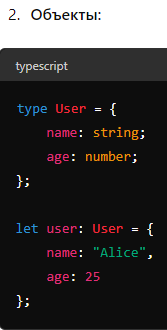 2. Объекты:
typescript
type User = {
    name: string;
    age: number;
};

let user: User = {
    name: "Alice",
    age: 25
};